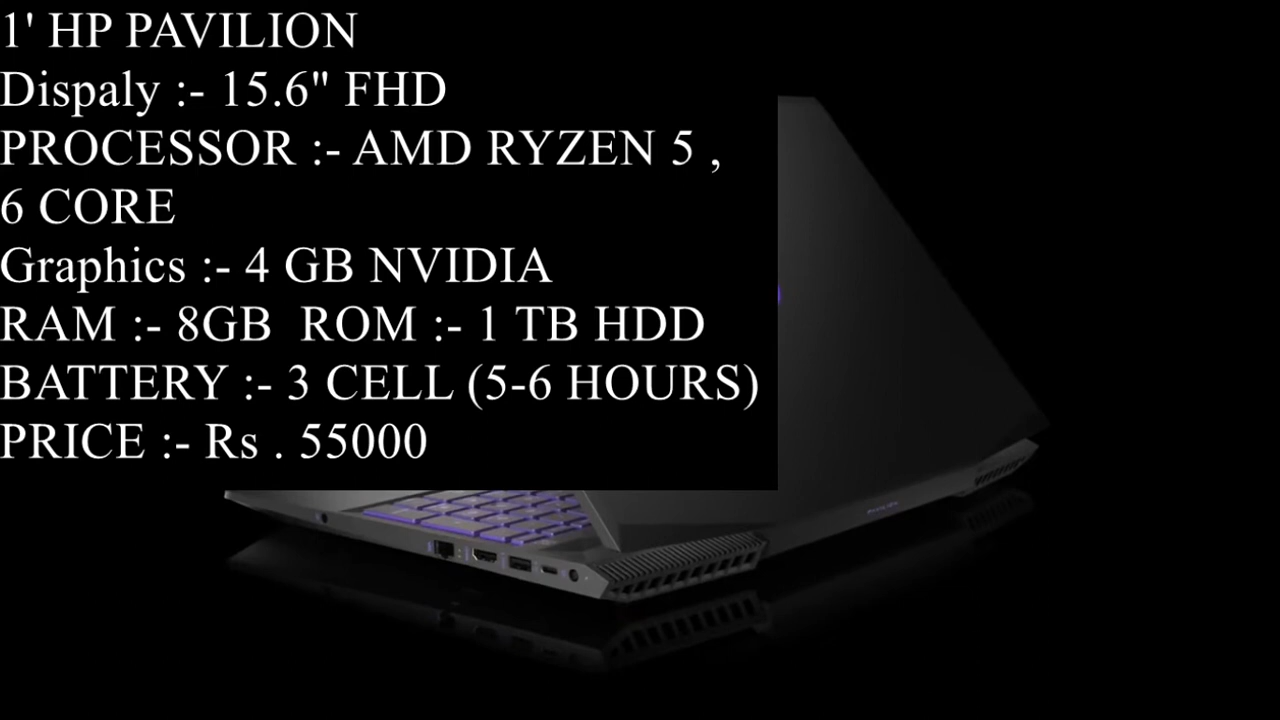 1' HP PAVILION
Dispaly :- 15.6" FHD
PROCESSOR :- AMD RYZEN 5 ,
6 CORE
Graphics :- 4 GB NVIDIA
RAM :- 8GB  ROM :- 1 TB HDD
BATTERY :- 3 CELL (5-6 HOURS)
PRICE :- Rs . 55000